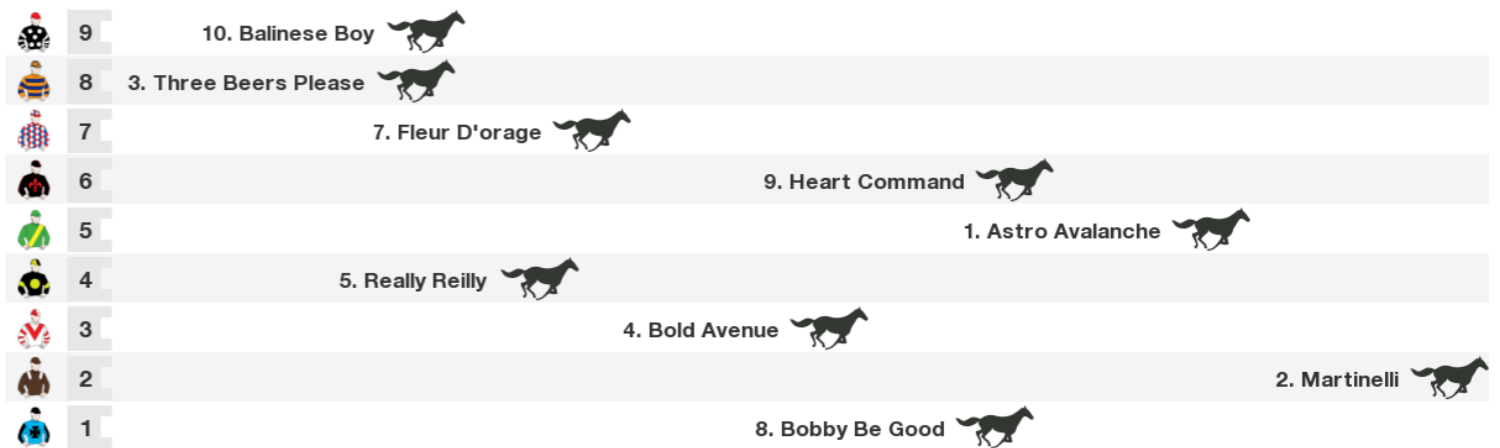 9 10. Balinese Boy
8 3. Three Beers Please
7 7. Fleur D'orage
6 9. Heart Command
5 1. Astro Avalanche
4 5. Really Reilly
3 4. Bold Avenue
2 2. Martinelli
1 8. Bobby Be Good